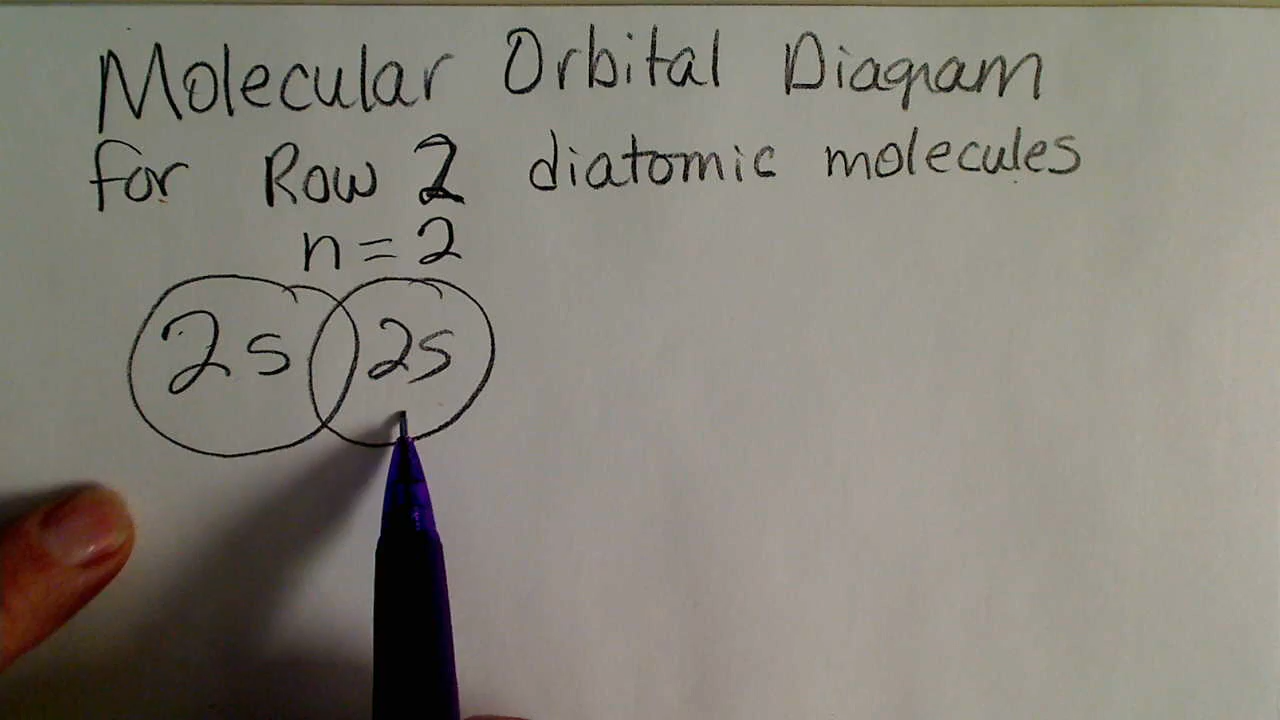 Molecular Orbital Diagram
for Row 2 diatomic molecules
n=2
2s 2s